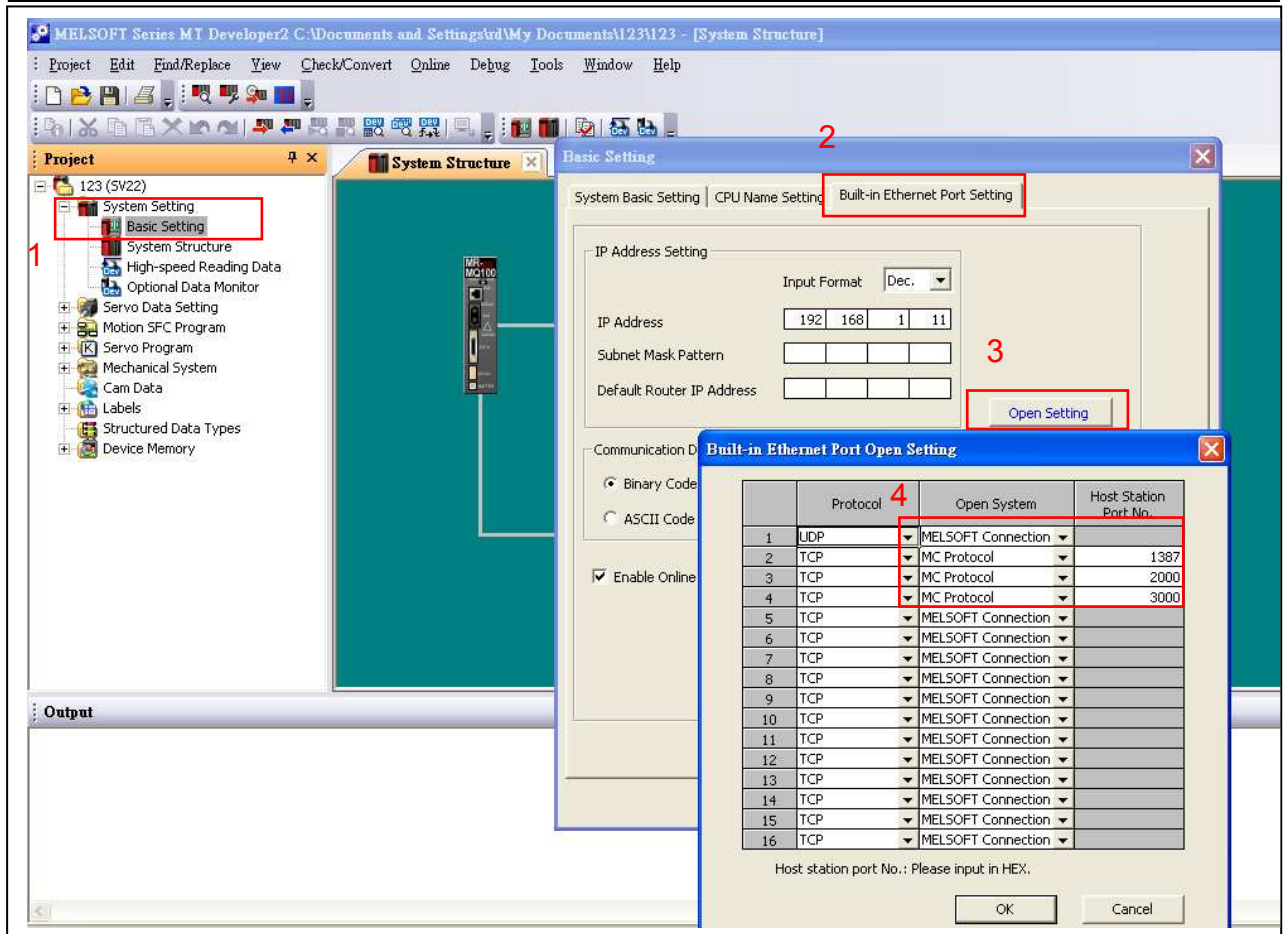 MELSOFT Series MT Developer2 C:\Documents and Settings\rd\My Documents\123\123 - [System Structure]
Project Edit Find/Replace View Check/Convert Online Debug Tools Window Help
Project
System Structure
123 (SV22)
System Setting
Basic Setting
System Structure
High-speed Reading Data
Optional Data Monitor
Servo Data Setting
Motion SFC Program
Servo Program
Mechanical System
Cam Data
Labels
Structured Data Types
Device Memory
1
MR-
MQ100
2
Basic Setting
System Basic Setting
CPU Name Setting
Built-in Ethernet Port Setting
IP Address Setting
Input Format Dec.
IP Address 192 168 1 11
Subnet Mask Pattern
Default Router IP Address
3
Open Setting
Communication D
Binary Code
ASCII Code
Enable Online
Built-in Ethernet Port Open Setting
4
Protocol Open System Host Station Port No.
1 UDP MELSOFT Connection
2 TCP MC Protocol 1387
3 TCP MC Protocol 2000
4 TCP MC Protocol 3000
5 TCP MELSOFT Connection
6 TCP MELSOFT Connection
7 TCP MELSOFT Connection
8 TCP MELSOFT Connection
9 TCP MELSOFT Connection
10 TCP MELSOFT Connection
11 TCP MELSOFT Connection
12 TCP MELSOFT Connection
13 TCP MELSOFT Connection
14 TCP MELSOFT Connection
15 TCP MELSOFT Connection
16 TCP MELSOFT Connection
Host station port No.: Please input in HEX.
OK Cancel
Output